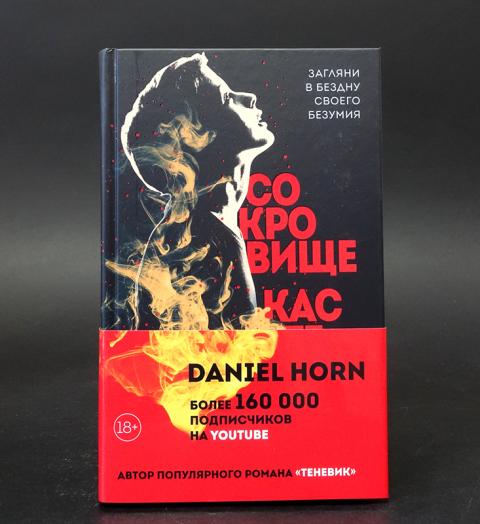 ЗАГЛЯНИ
В БЕЗДНУ
СВОЕГО
БЕЗУМИЯ
СО
КРО
ВИЩЕ
КАС
DANIEL HORN
БОЛЕЕ 160 000
ПОДПИСЧИКОВ
НА YOUTUBE
18+
АВТОР ПОПУЛЯРНОГО РОМАНА «ТЕНЕВИК»